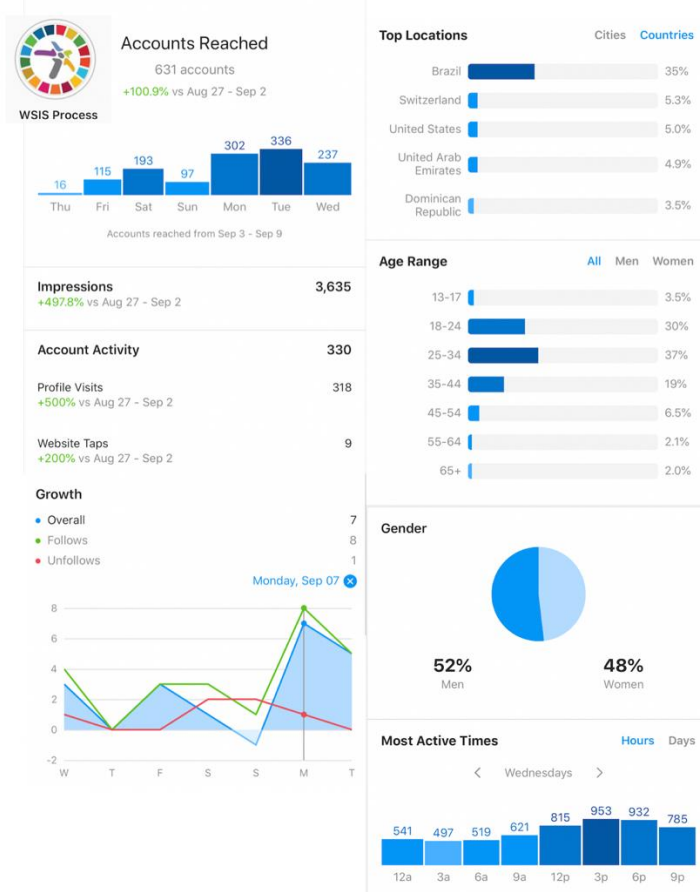 WSIS Process
Accounts Reached
631 accounts
+100.9% vs Aug 27 - Sep 2
16 115 193 97 302 336 237
Thu Fri Sat Sun Mon Tue Wed
Accounts reached from Sep 3 - Sep 9
Impressions 3,635
+497.8% vs Aug 27 - Sep 2
Account Activity 330
Profile Visits 318
+500% vs Aug 27 - Sep 2
Website Taps 9
+200% vs Aug 27 - Sep 2
Growth
Overall 7
Follows 8
Unfollows 1
Monday, Sep 07
8
6
4
2
0
-2
W T F S S M T
Top Locations Cities Countries
Brazil 35%
Switzerland 5.3%
United States 5.0%
United Arab
Emirates 4.9%
Dominican
Republic 3.5%
Age Range All Men Women
13-17 3.5%
18-24 30%
25-34 37%
35-44 19%
45-54 6.5%
55-64 2.1%
65+ 2.0%
Gender
52% 48%
Men Women
Most Active Times Hours Days
Wednesdays
541 497 519 621 815 953 932 785
12a 3a 6a 9a 12p 3p 6p 9p